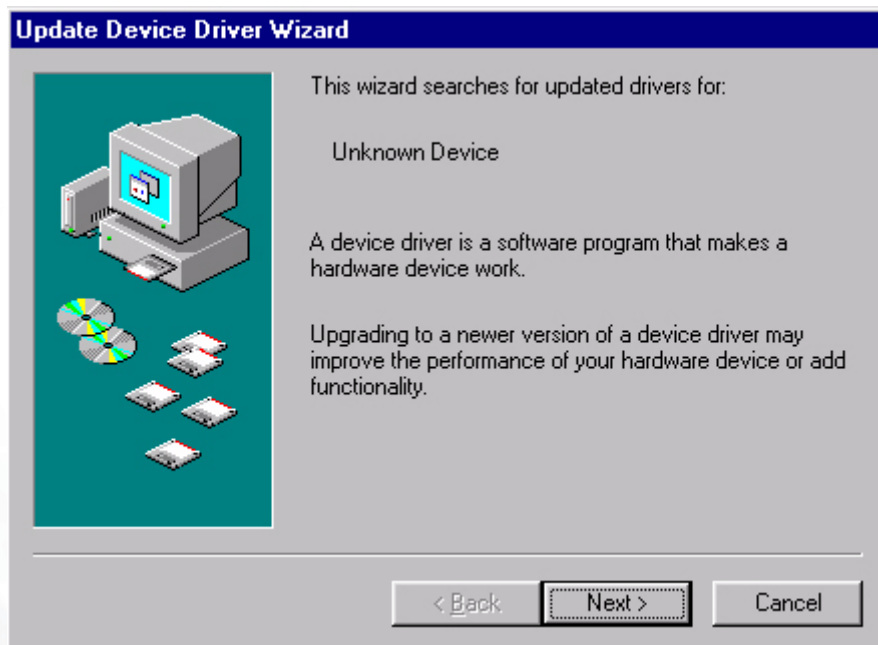 Update Device Driver Wizard
This wizard searches for updated drivers for:
Unknown Device
A device driver is a software program that makes a
hardware device work.
Upgrading to a newer version of a device driver may
improve the performance of your hardware device or add
functionality.
< Back
Next >
Cancel